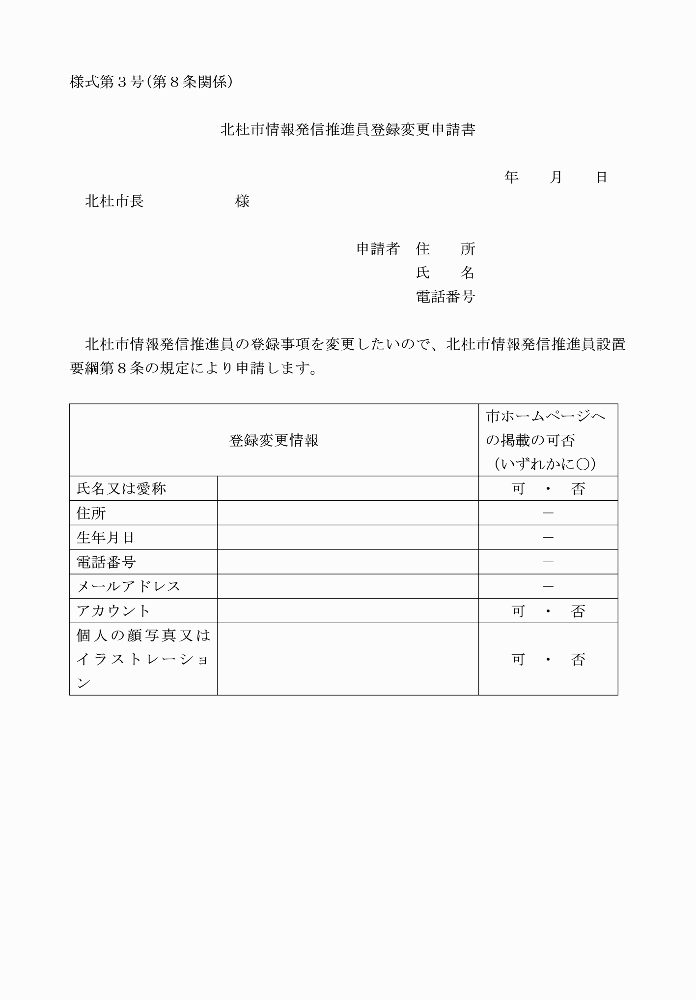 様式第３号(第８条関係)
北杜市情報発信推進員登録変更申請書
年　　月　　日
北杜市長　　　　　　様
申請者　住　　所
氏　　名
電話番号
北杜市情報発信推進員の登録事項を変更したいので、北杜市情報発信推進員設置
要綱第８条の規定により申請します。
登録変更情報
市ホームページへ
の掲載の可否
（いずれかに〇）
氏名又は愛称　可　・　否
住所　－
生年月日　－
電話番号　－
メールアドレス　－
アカウント　可　・　否
個人の顔写真又は
イラストレーショ
ン
可　・　否